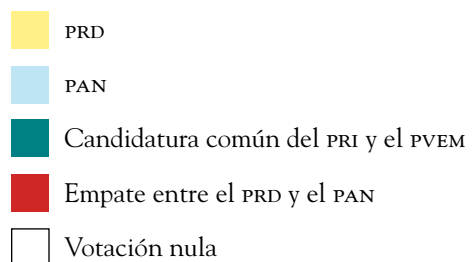 PRD
PAN
Candidatura común del PRI y el PVEM
Empate entre el PRD y el PAN
Votación nula